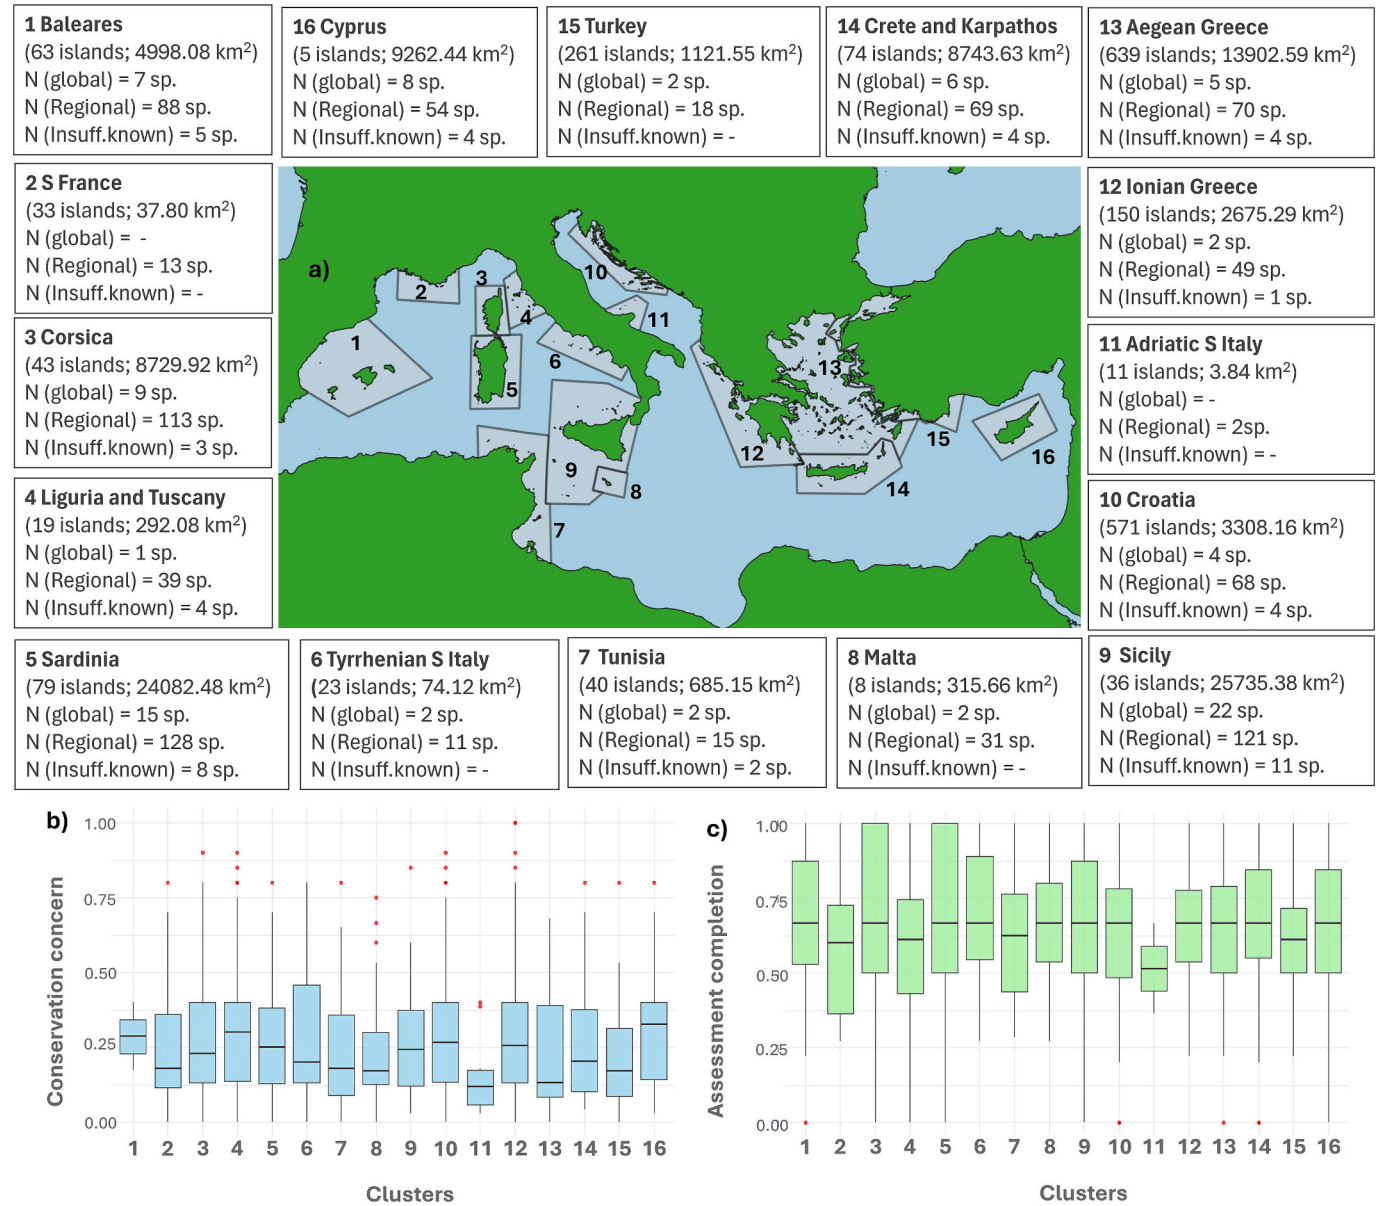 1 Baleares
(63 islands; 4998.08 km²)
N (global) = 7 sp.
N (Regional) = 88 sp.
N (Insuff.known) = 5 sp.
16 Cyprus
(5 islands; 9262.44 km²)
N (global) = 8 sp.
N (Regional) = 54 sp.
N (Insuff.known) = 4 sp.
15 Turkey
(261 islands; 1121.55 km²)
N (global) = 2 sp.
N (Regional) = 18 sp.
N (Insuff.known) = -
14 Crete and Karpathos
(74 islands; 8743.63 km²)
N (global) = 6 sp.
N (Regional) = 69 sp.
N (Insuff.known) = 4 sp.
13 Aegean Greece
(639 islands; 13902.59 km²)
N (global) = 5 sp.
N (Regional) = 70 sp.
N (Insuff.known) = 4 sp.
2 S France
(33 islands; 37.80 km²)
N (global) = -
N (Regional) = 13 sp.
N (Insuff.known) = -
3 Corsica
(43 islands; 8729.92 km²)
N (global) = 9 sp.
N (Regional) = 113 sp.
N (Insuff.known) = 3 sp.
4 Liguria and Tuscany
(19 islands; 292.08 km²)
N (global) = 1 sp.
N (Regional) = 39 sp.
N (Insuff.known) = 4 sp.
a)
1
2
3
4
5
6
7
8
9
10
11
12
13
14
15
16
12 Ionian Greece
(150 islands; 2675.29 km²)
N (global) = 2 sp.
N (Regional) = 49 sp.
N (Insuff.known) = 1 sp.
11 Adriatic S Italy
(11 islands; 3.84 km²)
N (global) = -
N (Regional) = 2sp.
N (Insuff.known) = -
10 Croatia
(571 islands; 3308.16 km²)
N (global) = 4 sp.
N (Regional) = 68 sp.
N (Insuff.known) = 4 sp.
5 Sardinia
(79 islands; 24082.48 km²)
N (global) = 15 sp.
N (Regional) = 128 sp.
N (Insuff.known) = 8 sp.
6 Tyrrhenian S Italy
(23 islands; 74.12 km²)
N (global) = 2 sp.
N (Regional) = 11 sp.
N (Insuff.known) = -
7 Tunisia
(40 islands; 685.15 km²)
N (global) = 2 sp.
N (Regional) = 15 sp.
N (Insuff.known) = 2 sp.
8 Malta
(8 islands; 315.66 km²)
N (global) = 2 sp.
N (Regional) = 31 sp.
N (Insuff.known) = -
9 Sicily
(36 islands; 25735.38 km²)
N (global) = 22 sp.
N (Regional) = 121 sp.
N (Insuff.known) = 11 sp.
b)
Conservation concern
1.00
0.75
0.50
0.25
0.00
1 2 3 4 5 6 7 8 9 10 11 12 13 14 15 16
Clusters
c)
Assessment completion
1.00
0.75
0.50
0.25
0.00
1 2 3 4 5 6 7 8 9 10 11 12 13 14 15 16
Clusters